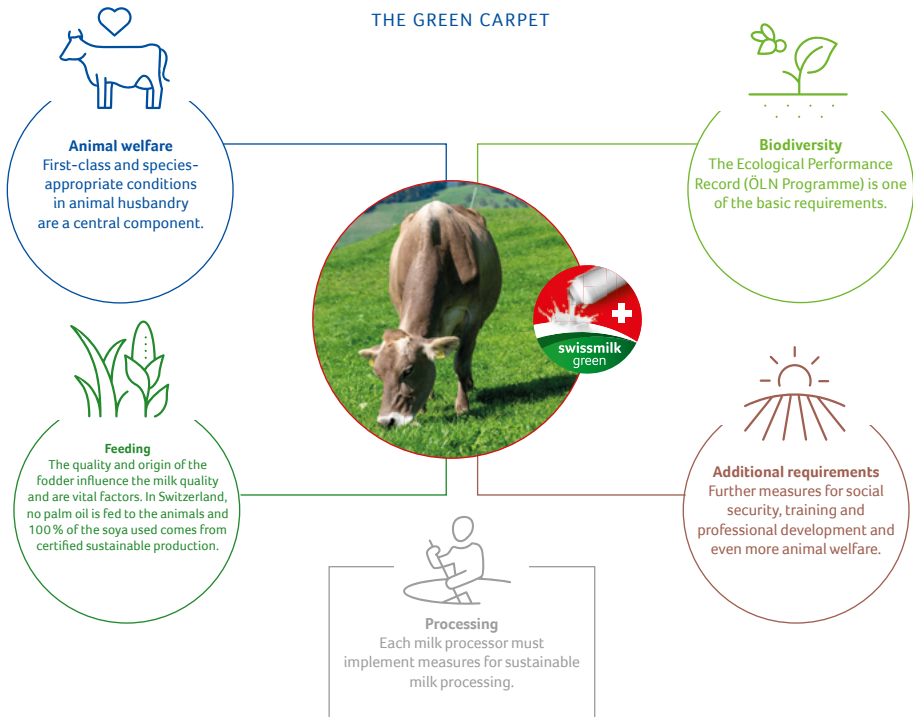 THE GREEN CARPET
Animal welfare
First-class and species-
appropriate conditions
in animal husbandry
are a central component.
Biodiversity
The Ecological Performance
Record (ÖLN Programme) is one
of the basic requirements.
swissmilk
green
Feeding
The quality and origin of the
fodder influence the milk quality
and are vital factors. In Switzerland,
no palm oil is fed to the animals and
100 % of the soya used comes from
certified sustainable production.
Additional requirements
Further measures for social
security, training and
professional development and
even more animal welfare.
Processing
Each milk processor must
implement measures for sustainable
milk processing.